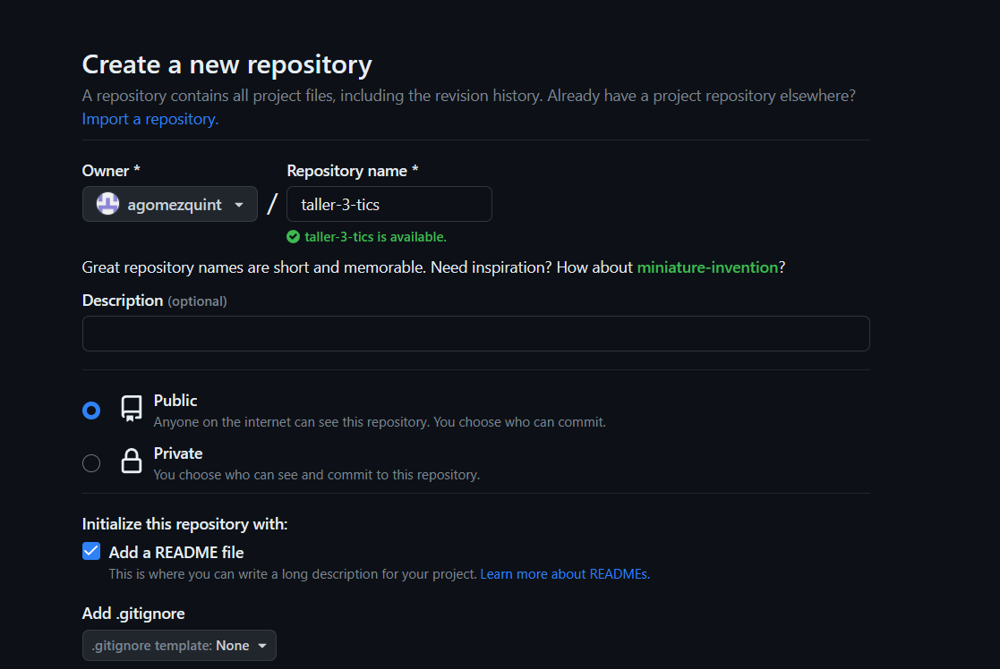 Create a new repository
A repository contains all project files, including the revision history. Already have a project repository elsewhere?
Import a repository.
Owner *
Repository name *
agomezquint
/
taller-3-tics
taller-3-tics is available.
Great repository names are short and memorable. Need inspiration? How about miniature-invention?
Description (optional)
Public
Anyone on the internet can see this repository. You choose who can commit.
Private
You choose who can see and commit to this repository.
Initialize this repository with:
Add a README file
This is where you can write a long description for your project. Learn more about READMEs.
Add .gitignore
.gitignore template: None